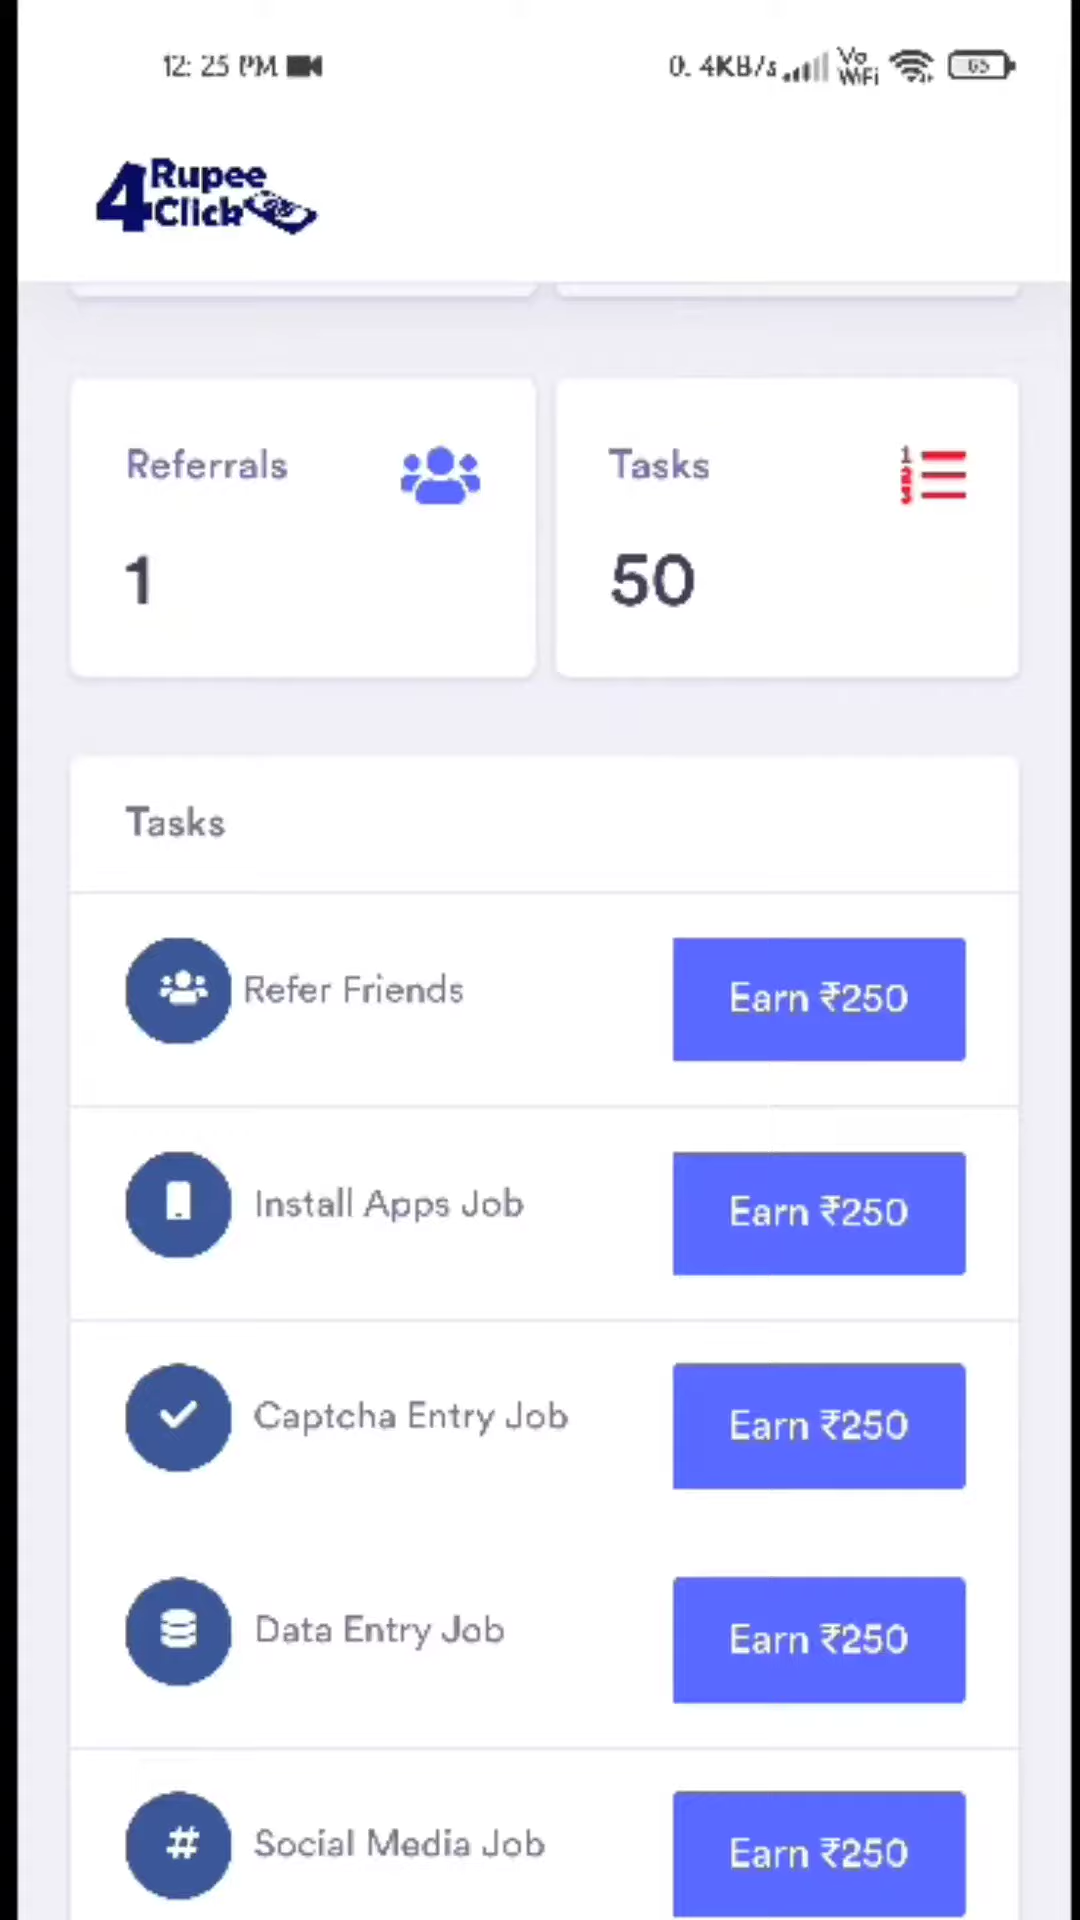 12: 25 PM
0. 4KB/s Vo WiFi 65
4 Rupee Click
Referrals
Tasks
1
50
Tasks
Refer Friends
Earn ₹250
Install Apps Job
Earn ₹250
Captcha Entry Job
Earn ₹250
Data Entry Job
Earn ₹250
# Social Media Job
Earn ₹250